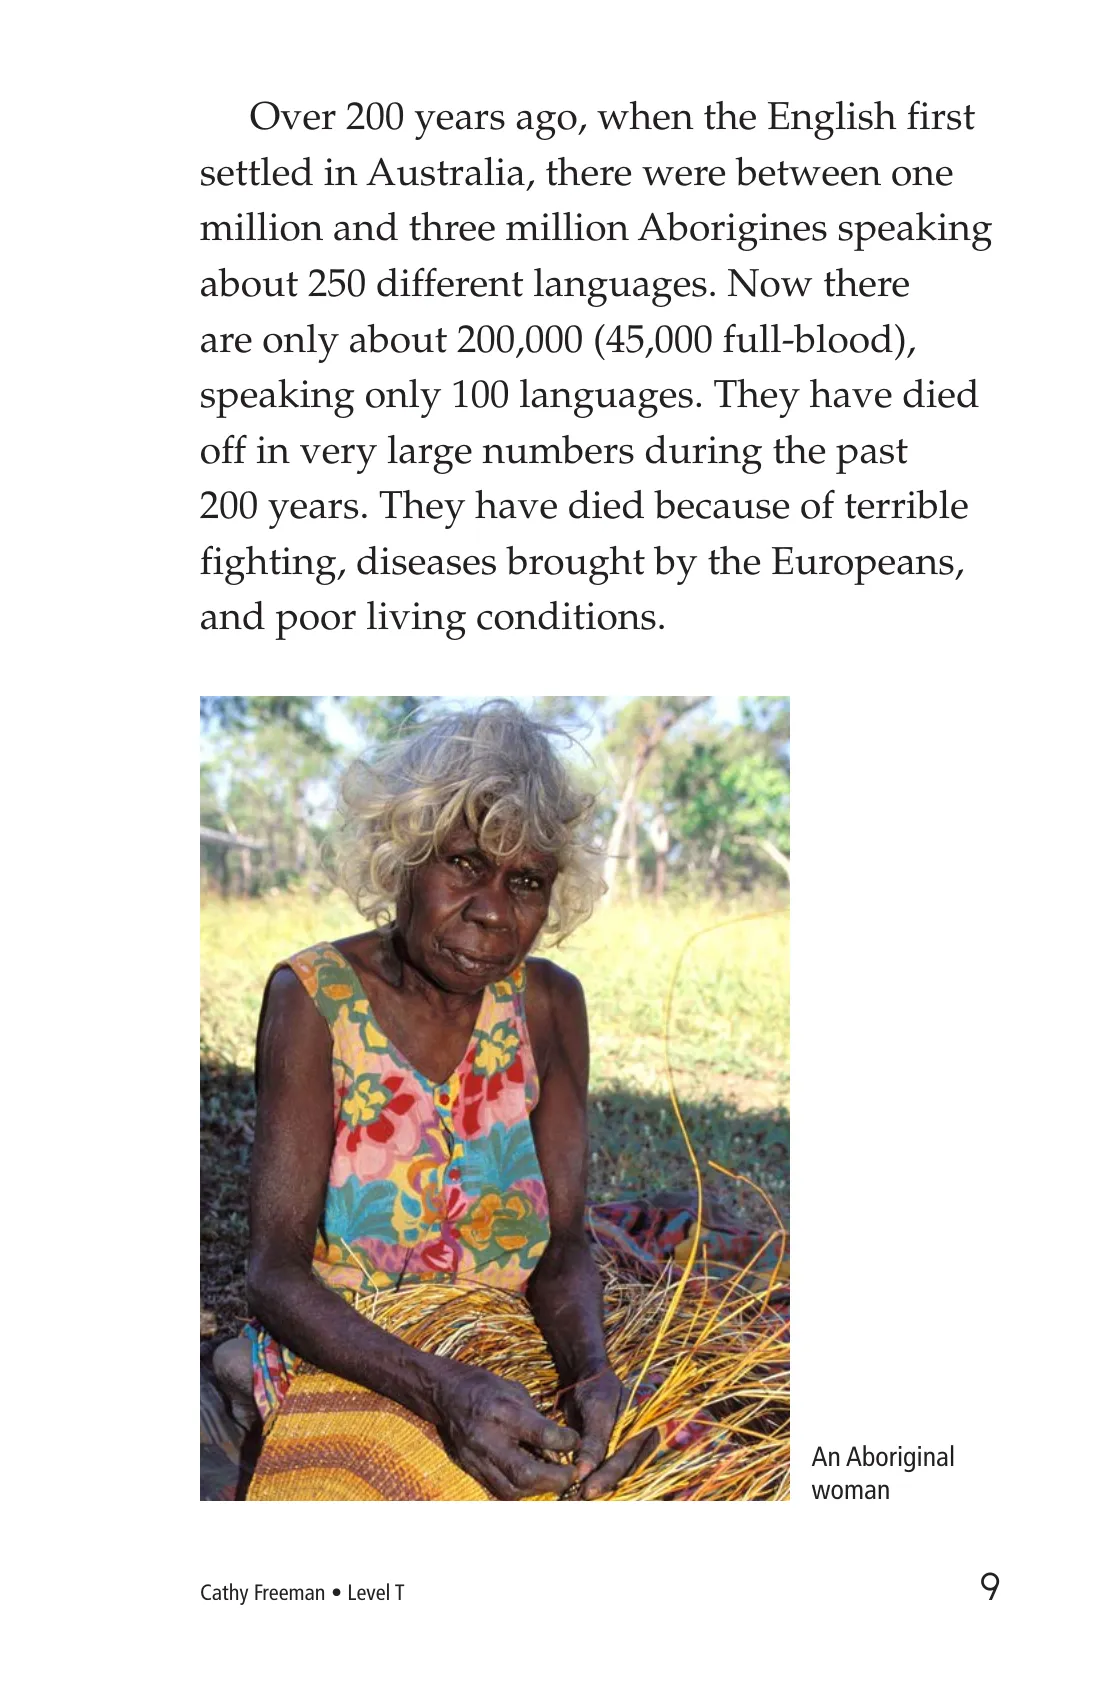 Over 200 years ago, when the English first
settled in Australia, there were between one
million and three million Aborigines speaking
about 250 different languages. Now there
are only about 200,000 (45,000 full-blood),
speaking only 100 languages. They have died
off in very large numbers during the past
200 years. They have died because of terrible
fighting, diseases brought by the Europeans,
and poor living conditions.
An Aboriginal
woman
Cathy Freeman • Level T
9